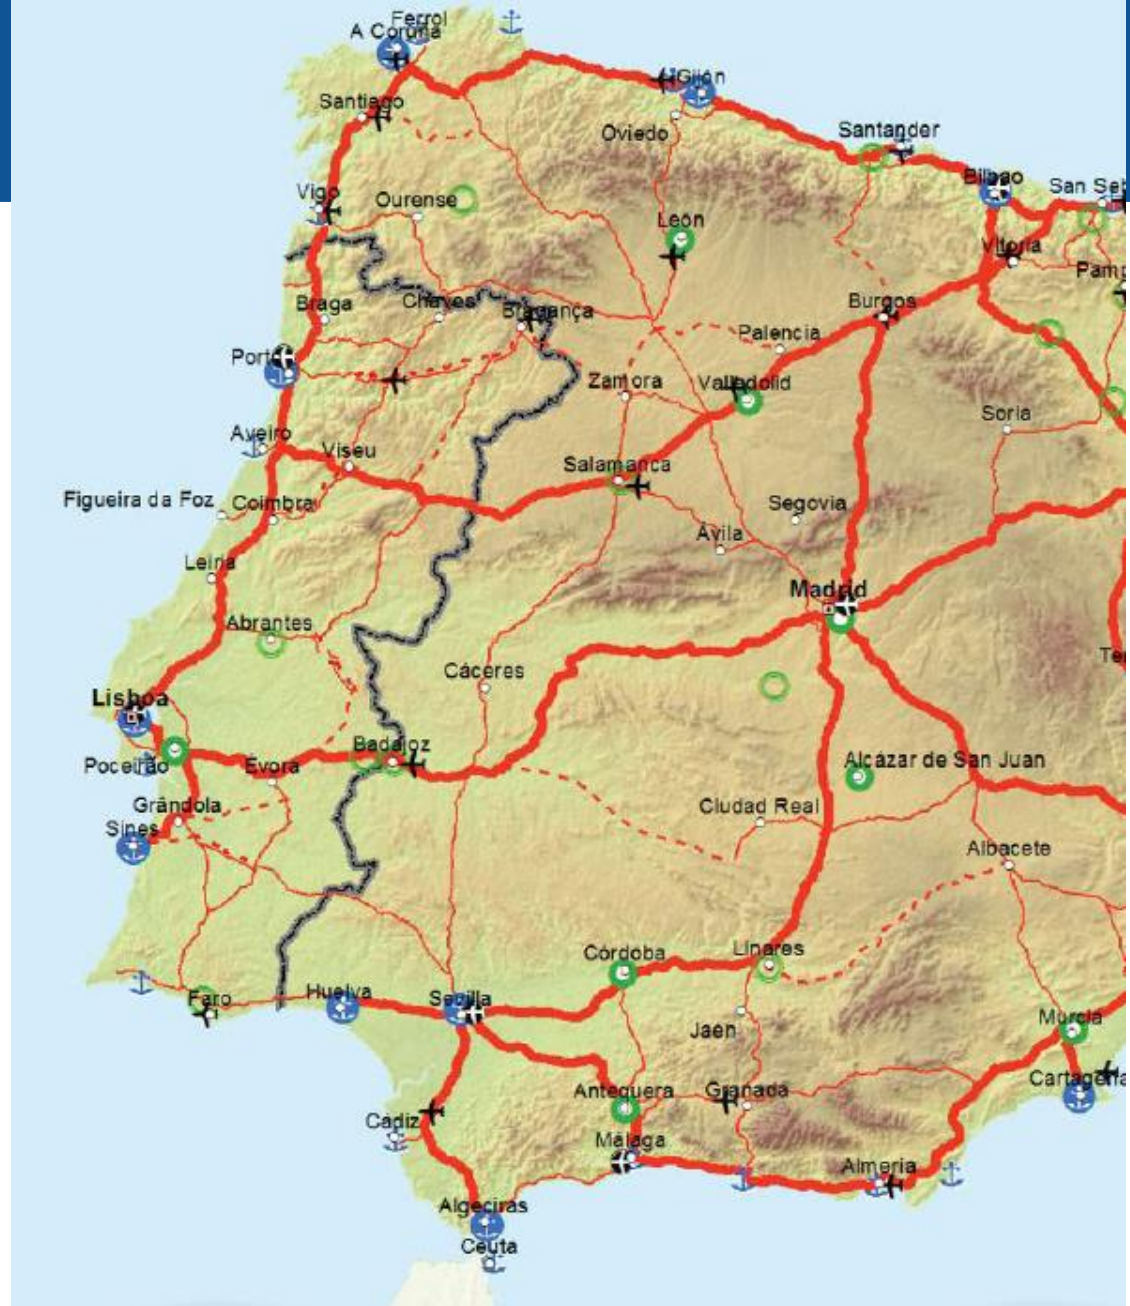 Ferrol
A Coruña
Gijón
Santiago
Oviedo
Santander
Bilbao
San Seb
Vigo
Ourense
León
Vitoria
Pamp
Braga
Chaves
Bragança
Burgos
Palencia
Porto
Zamora
Valladolid
Soria
Aveiro
Viseu
Salamanca
Figueira da Foz
Coimbra
Segovia
Ávila
Leiria
Madrid
Abrantes
Ter
Cáceres
Lisboa
Badajoz
Poceirão
Évora
Alcázar de San Juan
Grândola
Ciudad Real
Sines
Albacete
Córdoba
Linares
Faro
Huelva
Sevilla
Jaén
Murcia
Cartagena
Antequera
Granada
Cádiz
Málaga
Almería
Algeciras
Ceuta